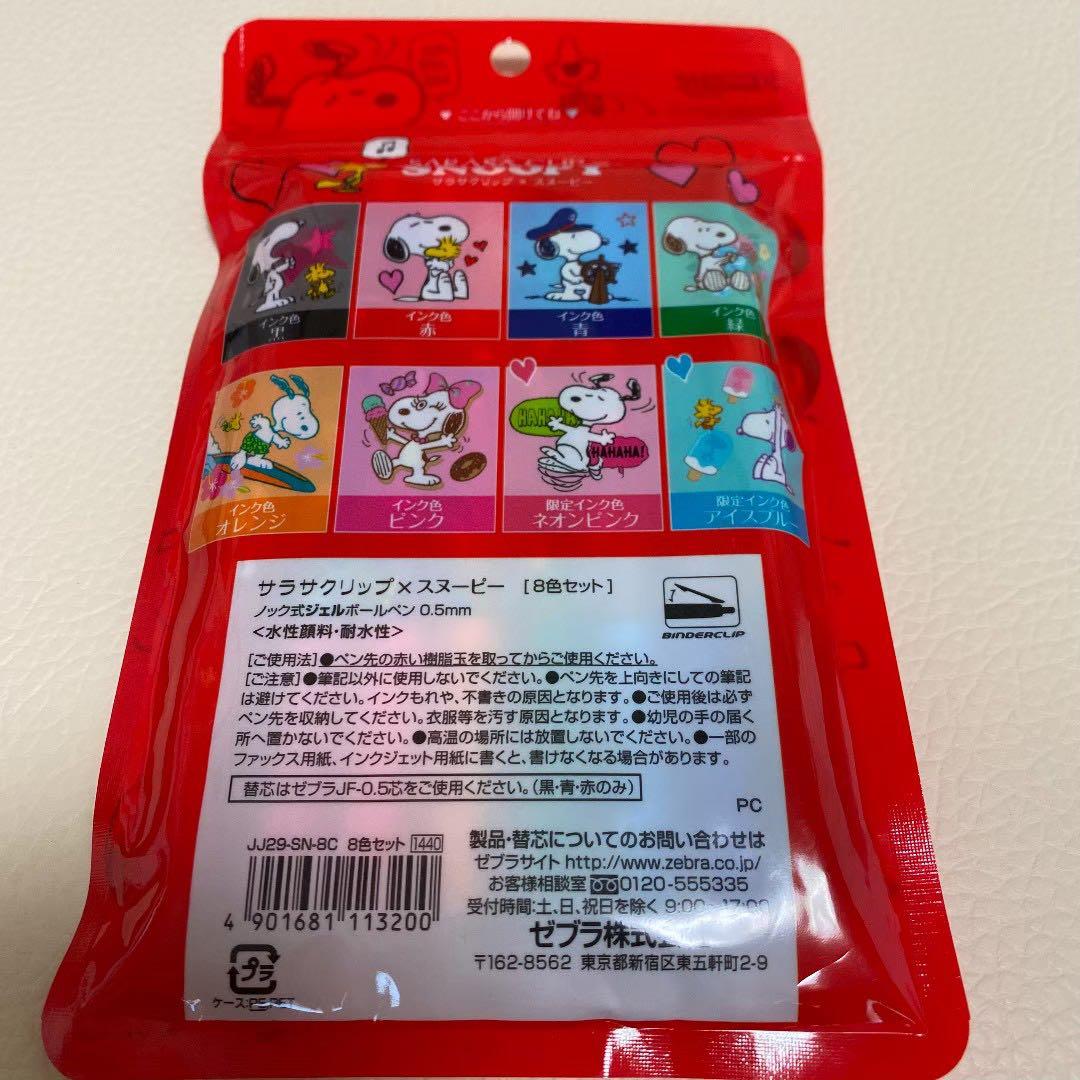 ♥ ここから開けてね ♥
SARASA CLIP
SNOOPY
サラサクリップ × スヌーピー
インク色
黒
インク色
赤
インク色
青
インク色
緑
インク色
オレンジ
インク色
ピンク
HAHAHA!
HAHAHA!
限定インク色
ネオンピンク
限定インク色
アイスブルー
サラサクリップ×スヌーピー [8色セット]
ノック式ジェルボールペン 0.5mm
<水性顔料・耐水性>
BINDERCLIP
[ご使用法]●ペン先の赤い樹脂玉を取ってからご使用ください。
[ご注意]●筆記以外に使用しないでください。●ペン先を上向きにしての筆記
は避けてください。インクもれや、不書きの原因となります。●ご使用後は必ず
ペン先を収納してください。衣服等を汚す原因となります。●幼児の手の届く
所へ置かないでください。●高温の場所には放置しないでください。●一部の
ファックス用紙、インクジェット用紙に書くと、書けなくなる場合があります。
替芯はゼブラJF-0.5芯をご使用ください。(黒・青・赤のみ)
PC
JJ29-SN-8C 8色セット 1440
4 901681 113200
プラ
ケース:PE,PET
製品・替芯についてのお問い合わせは
ゼブラサイト http://www.zebra.co.jp/
お客様相談室 0120-555335
受付時間:土、日、祝日を除く 9:00~17:00
ゼブラ株式
〒162-8562 東京都新宿区東五軒町2-9